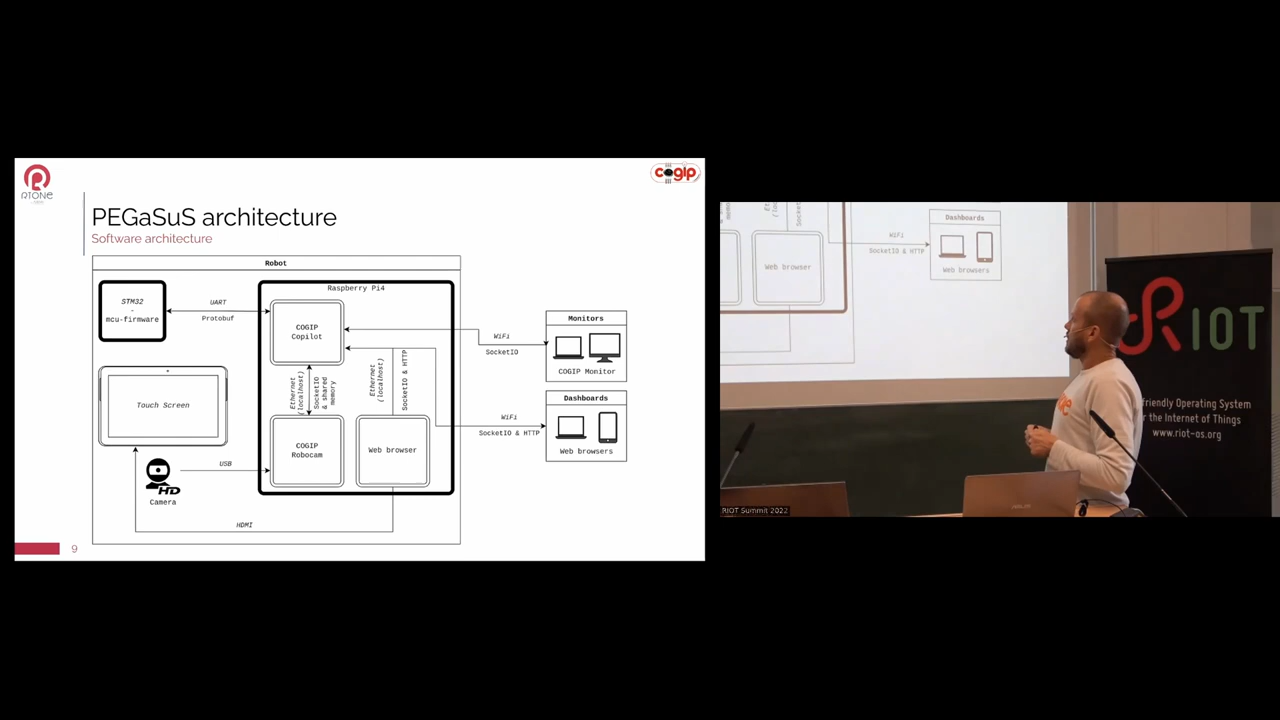 RTONE
cogip
PEGaSuS architecture
Software architecture
Robot
STM32
-
mcu-firmware
UART
Protobuf
Raspberry Pi4
COGIP
Copilot
Ethernet
(localhost)
SocketIO
& shared
memory
Ethernet
(localhost)
SocketIO & HTTP
WiFi
SocketIO
Monitors
COGIP Monitor
Touch Screen
COGIP
Robocam
Web browser
WiFi
SocketIO & HTTP
Dashboards
Web browsers
USB
HD
Camera
HDMI
9
Dashboards
WiFi
SocketIO & HTTP
Web browsers
Web browser
memory
RIOT
friendly Operating System
r the Internet of Things
www.riot-os.org
RIOT Summit 2022